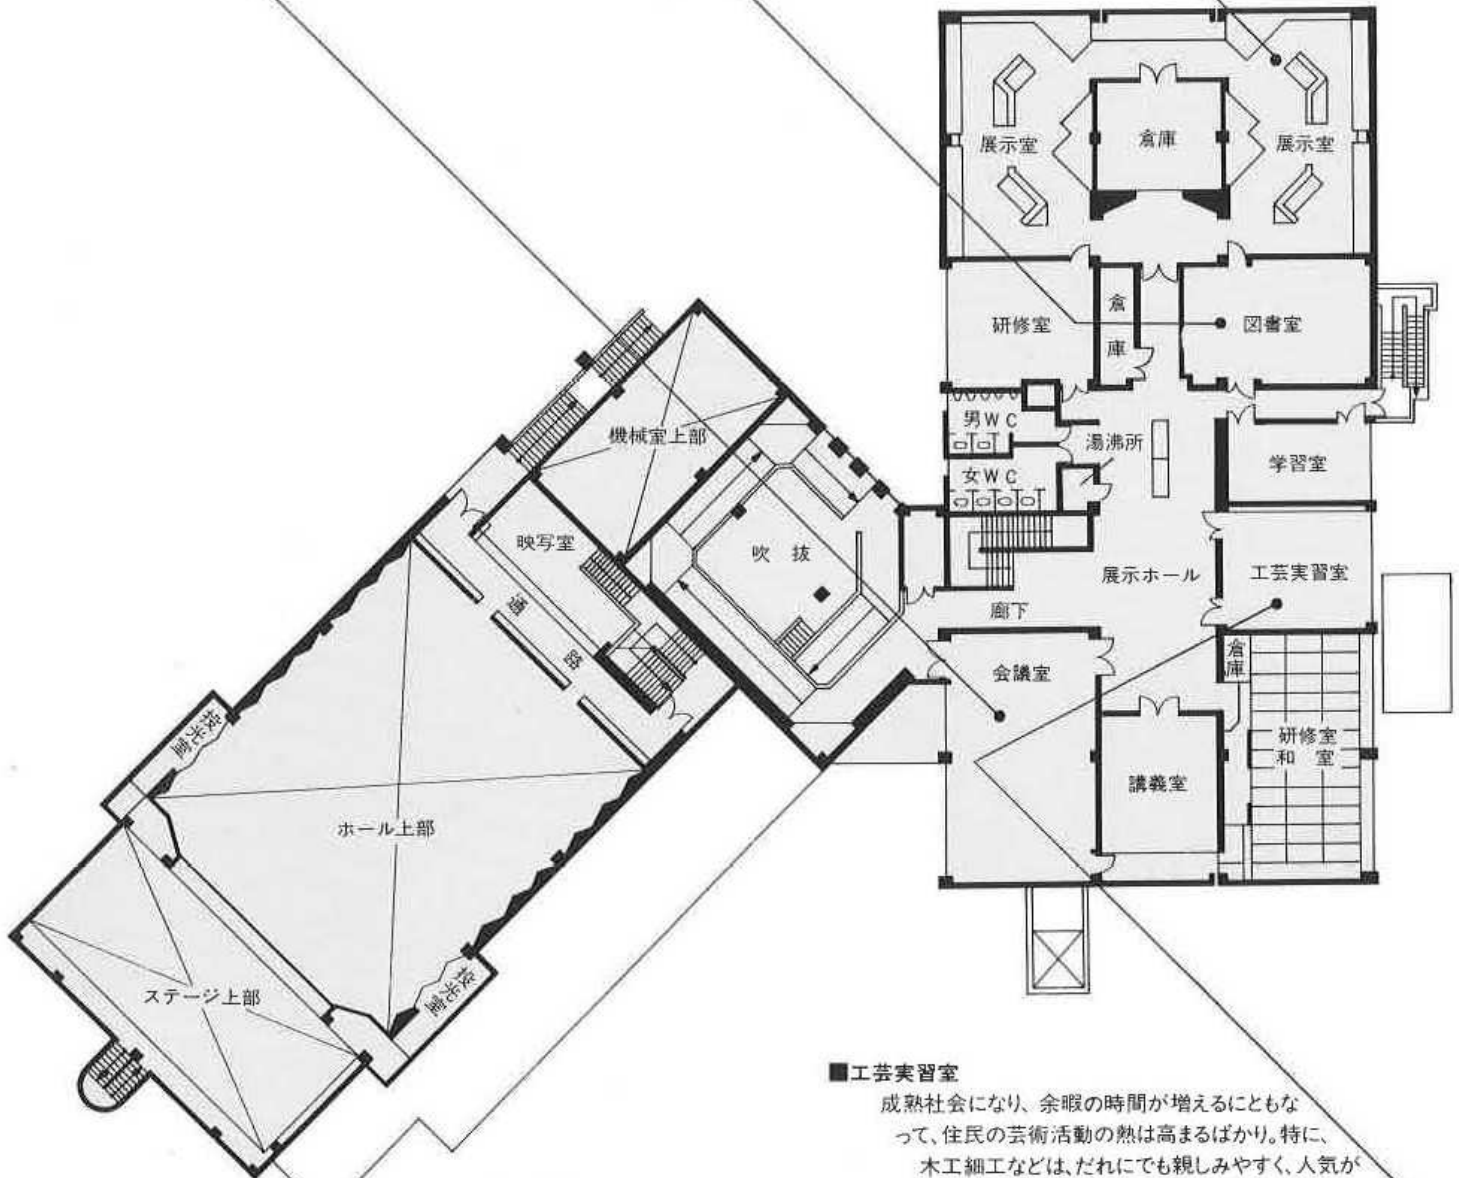 展示室
倉庫
展示室
研修室
倉庫
図書室
男WC
湯沸所
女WC
学習室
機械室上部
映写室
吹抜
展示ホール
工芸実習室
通路
廊下
会議室
倉庫
研修室
和室
講義室
投光室
ホール上部
投光室
ステージ上部
■工芸実習室
成熟社会になり、余暇の時間が増えるにともな
って、住民の芸術活動の熱は高まるばかり。特に、
木工細工などは、だれにでも親しみやすく、人気が